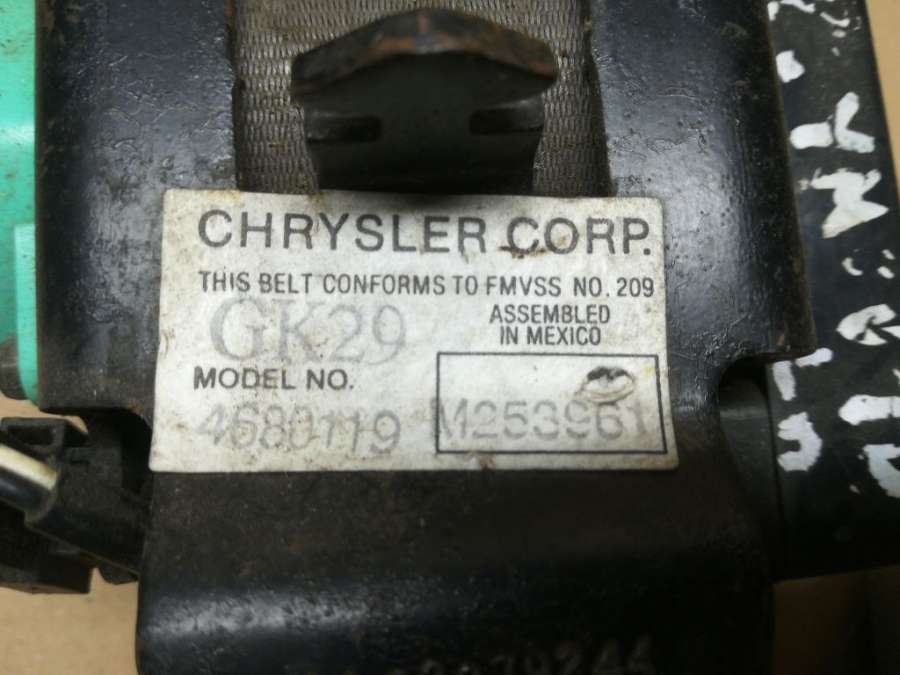 CHRYSLER CORP.
THIS BELT CONFORMS TO FMVSS NO. 209
GK29
ASSEMBLED
IN MEXICO
MODEL NO.
4680119
M253961